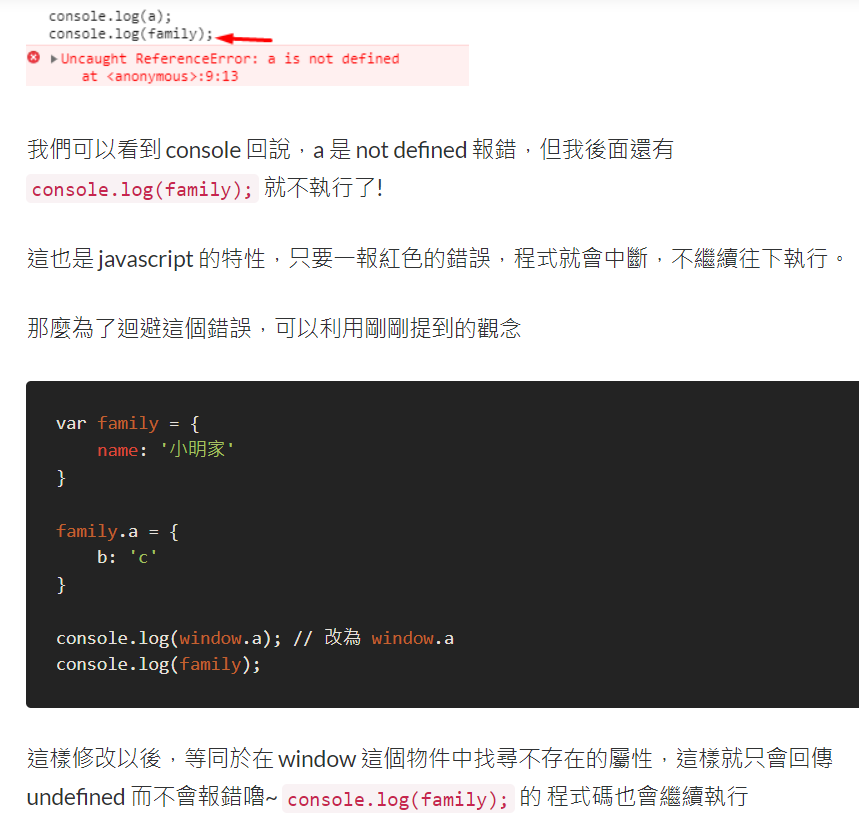 console.log(a);
console.log(family);
Uncaught ReferenceError: a is not defined
at <anonymous>:9:13
我們可以看到 console 回說，a 是 not defined 報錯，但我後面還有
console.log(family); 就不執行了!
這也是 javascript 的特性，只要一報紅色的錯誤，程式就會中斷，不繼續往下執行。
那麼為了迴避這個錯誤，可以利用剛剛提到的觀念
var family = {
    name: '小明家'
}
family.a = {
    b: 'c'
}
console.log(window.a); // 改為 window.a
console.log(family);
這樣修改以後，等同於在 window 這個物件中找尋不存在的屬性，這樣就只會回傳
undefined 而不會報錯嚕~ console.log(family); 的 程式碼也會繼續執行